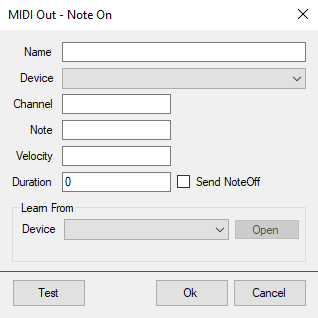 MIDI Out - Note On
Name
Device
Channel
Note
Velocity
Duration 0 Send NoteOff
Learn From
Device Open
Test Ok Cancel